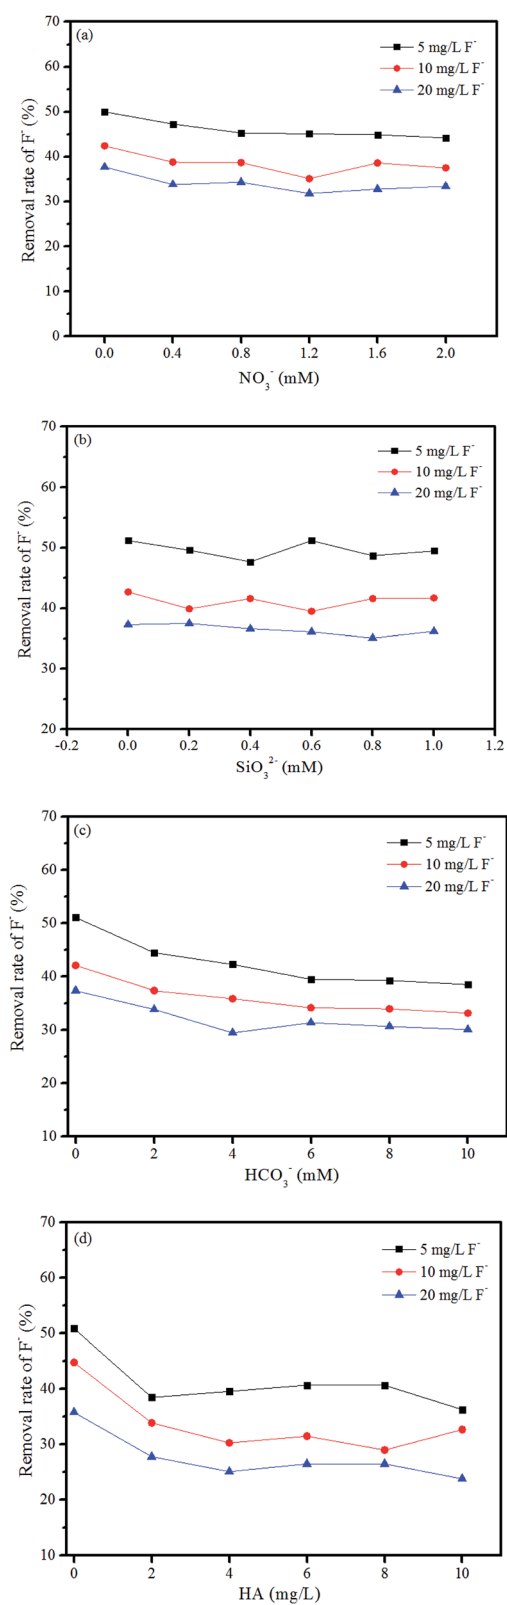 (a)
5 mg/L F⁻
10 mg/L F⁻
20 mg/L F⁻
Removal rate of F⁻ (%)
70
60
50
40
30
20
10
0
0.0 0.4 0.8 1.2 1.6 2.0
NO₃⁻ (mM)
(b)
5 mg/L F⁻
10 mg/L F⁻
20 mg/L F⁻
Removal rate of F⁻ (%)
70
60
50
40
30
20
-0.2 0.0 0.2 0.4 0.6 0.8 1.0 1.2
SiO₃²⁻ (mM)
(c)
5 mg/L F⁻
10 mg/L F⁻
20 mg/L F⁻
Removal rate of F⁻ (%)
70
60
50
40
30
20
10
0 2 4 6 8 10
HCO₃⁻ (mM)
(d)
5 mg/L F⁻
10 mg/L F⁻
20 mg/L F⁻
Removal rate of F⁻ (%)
70
60
50
40
30
20
10
0 2 4 6 8 10
HA (mg/L)